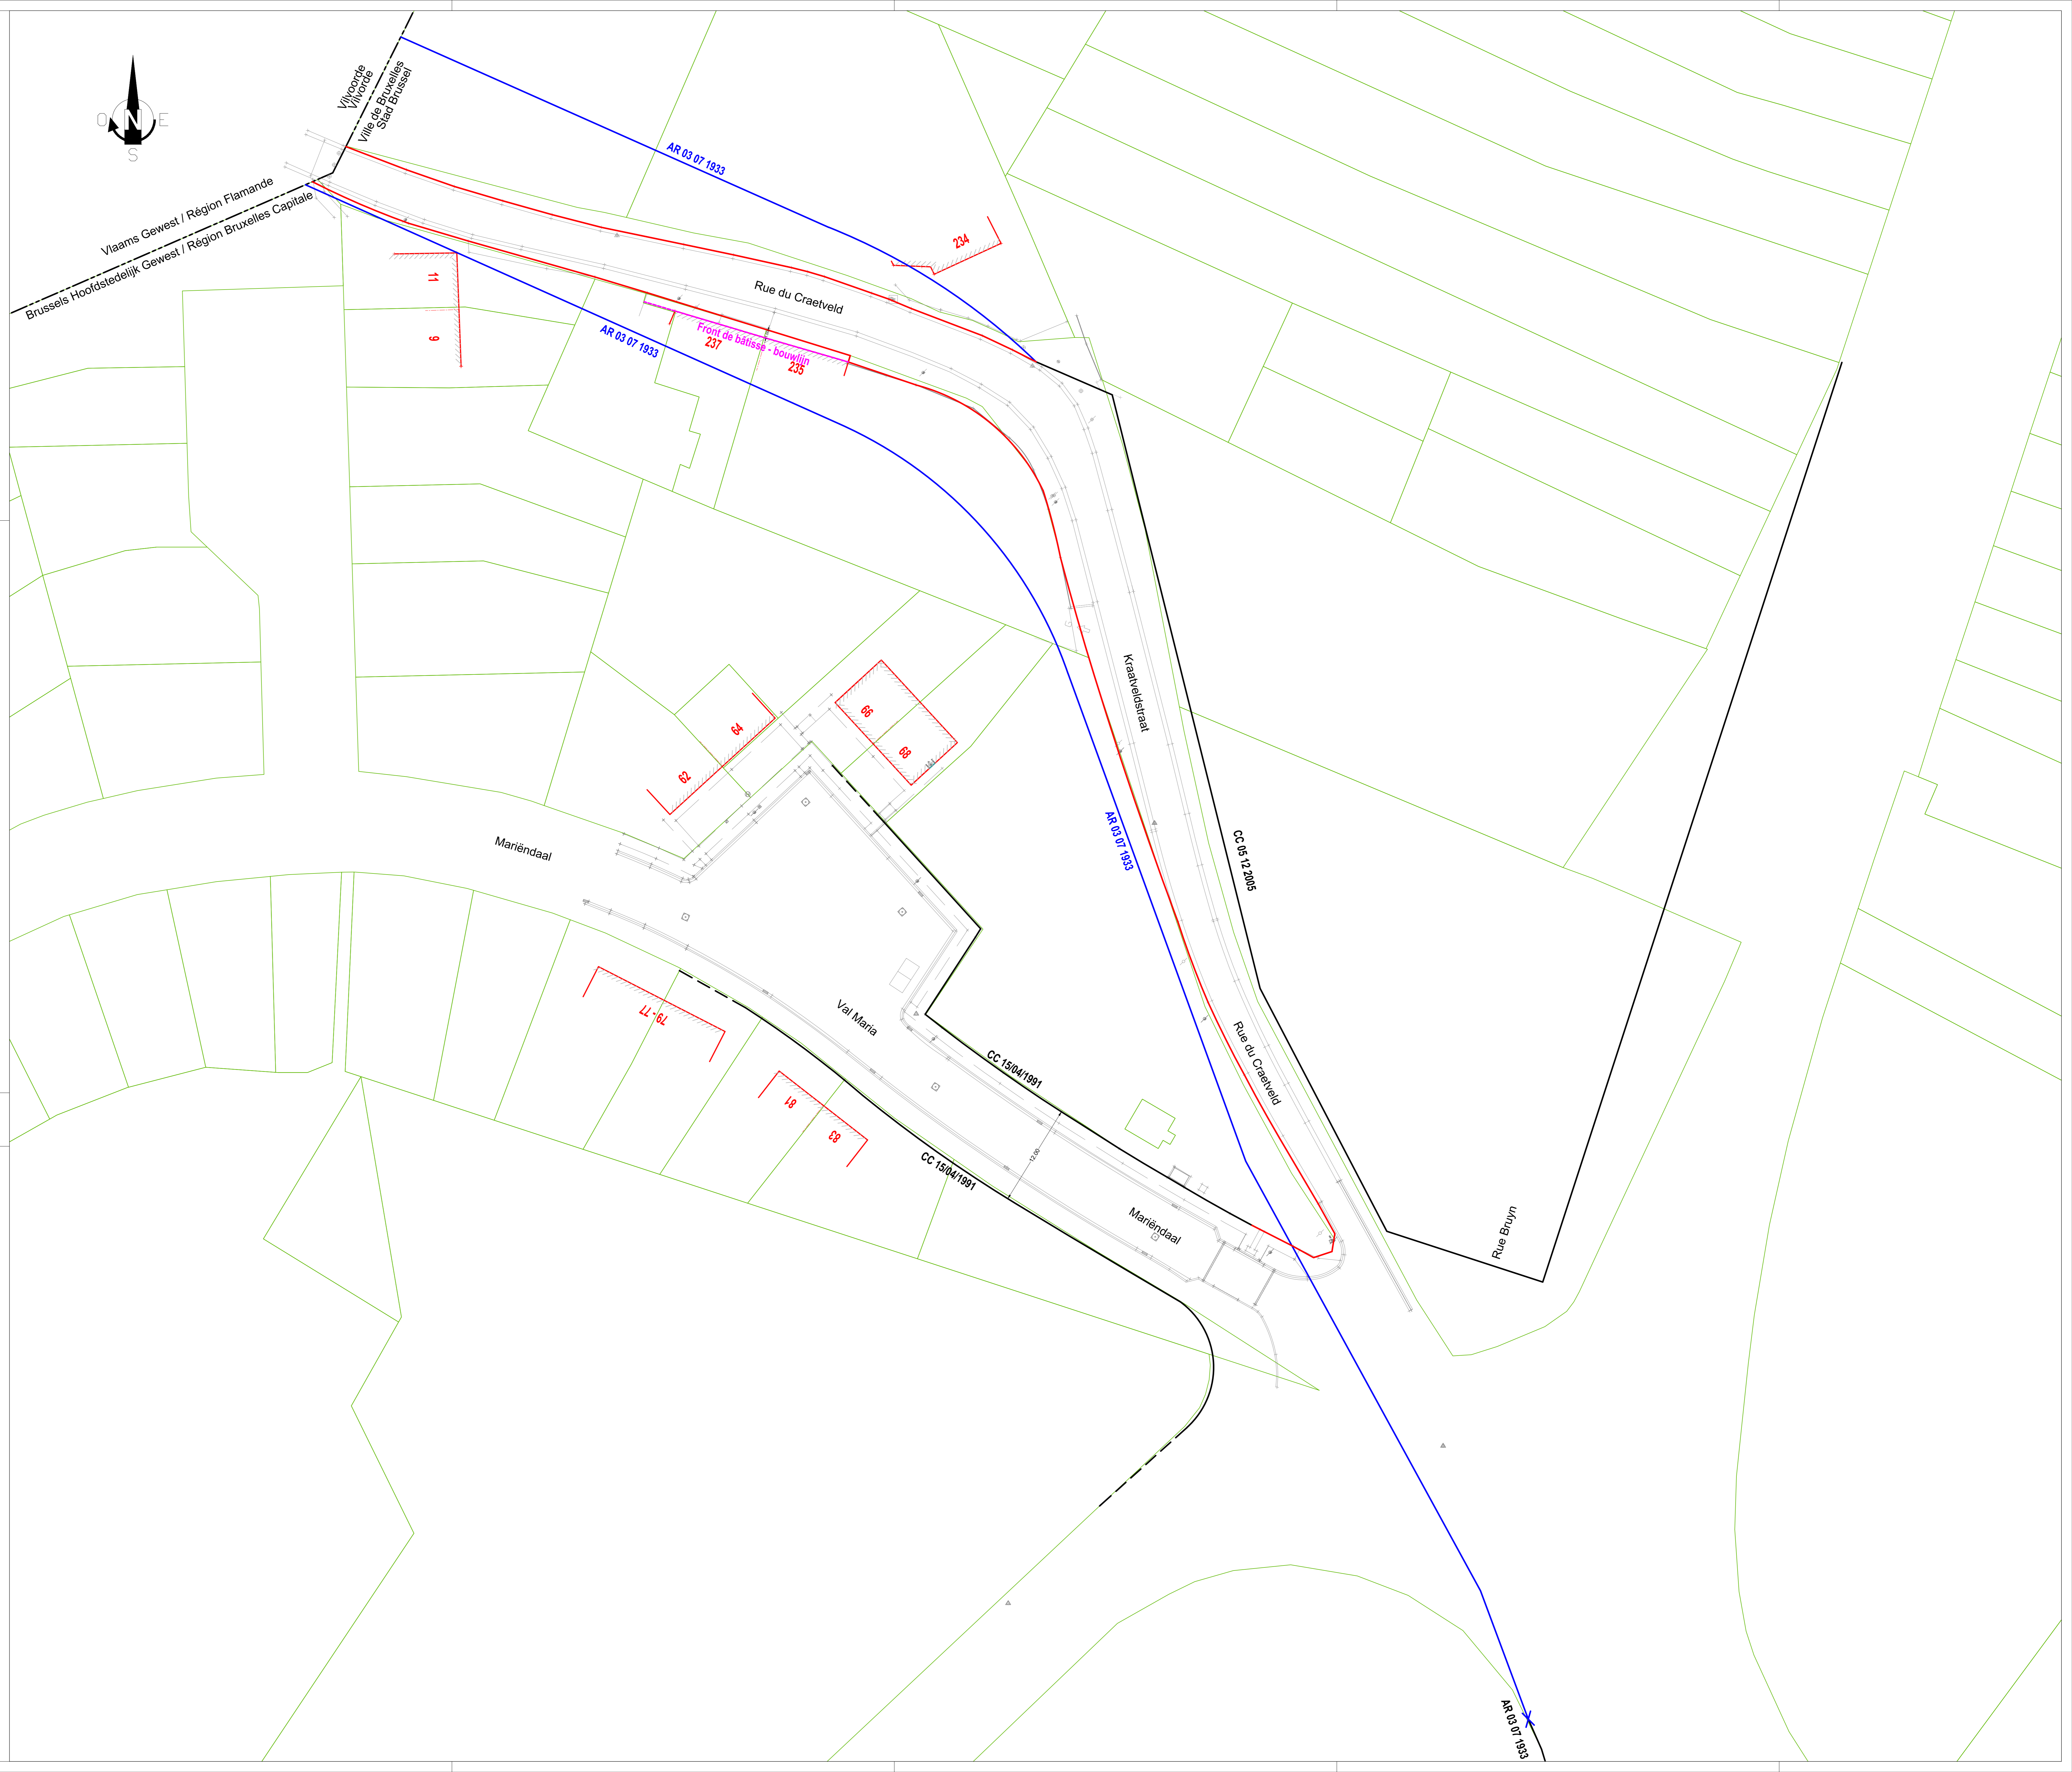 Vilvoorde
Vilvorde
Ville de Bruxelles
Stad Brussel
O
N
E
S
Vlaams Gewest / Région Flamande
Brussels Hoofdstedelijk Gewest / Région Bruxelles Capitale
AR 03 07 1933
234
11
9
Rue du Craetveld
AR 03 07 1933
Front de bâtisse - bouwlijn
237
235
Kraatveldstraat
66
68
64
62
AR 03 07 1933
CC 05 12 2005
Mariëndaal
Val Maria
79 - 77
81
83
CC 15/04/1991
12.00
CC 15/04/1991
Rue du Craetveld
Mariëndaal
Rue Bruyn
AR 03 07 1933